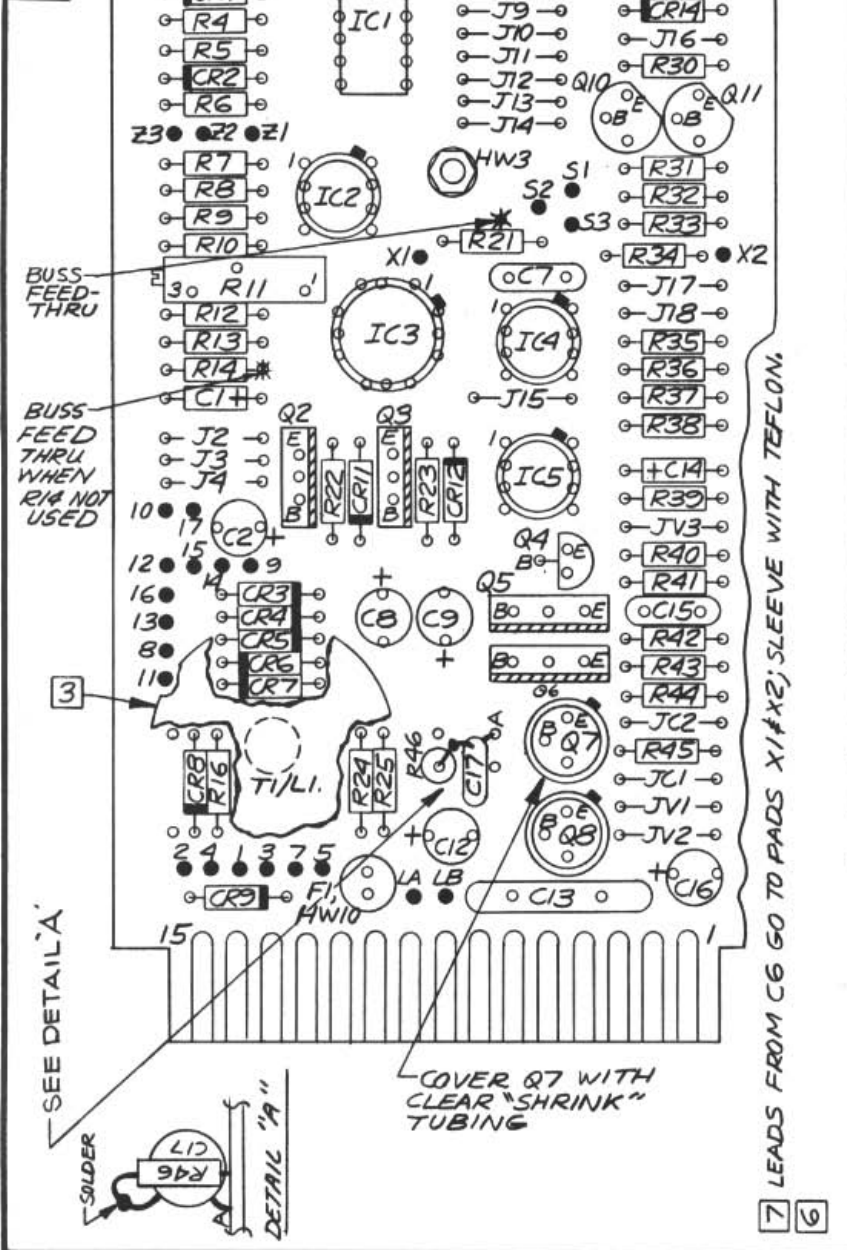 R4
R5
CR2
R6
Z3 Z2 Z1
R7
R8
R9
R10
3 R11 1
R12
R13
R14
C1+
J2
J3
J4
IC1
J9
J10
J11
J12
J13
J14
CR14
J16
R30
Q10 Q11
B E
B E
HW3
S1
S2
S3
1
IC2
R21
X1
R31
R32
R33
R34 X2
BUSS
FEED-
THRU
C7
1
IC3
1
IC4
J15
J17
J18
R35
R36
R37
R38
BUSS
FEED
THRU
WHEN
R14 NOT
USED
Q2
E
B
R22
CR11
Q3
E
B
R23
CR12
1
IC5
+C14
R39
JV3
R40
R41
C15
R42
R43
R44
JC2
R45
JC1
JV1
JV2
10
17
C2
+
12 15 14 9
16
13
8
11
CR3
CR4
CR5
CR6
CR7
+
C8
C9
+
Q4
B E
Q5
B E
B E
Q6
3
CR8
R16
T1/L1.
R24
R25
R46
A
C17
B E
Q7
B E
Q8
+
C12
2 4 1 3 7 5
CR9
F1,
HW10
LA LB
C13
+
C16
15
1
SEE DETAIL "A"
COVER Q7 WITH
CLEAR "SHRINK"
TUBING
SOLDER
C17
R46
A
DETAIL "A"
7 LEADS FROM C6 GO TO PADS X1 & X2; SLEEVE WITH TEFLON.
6